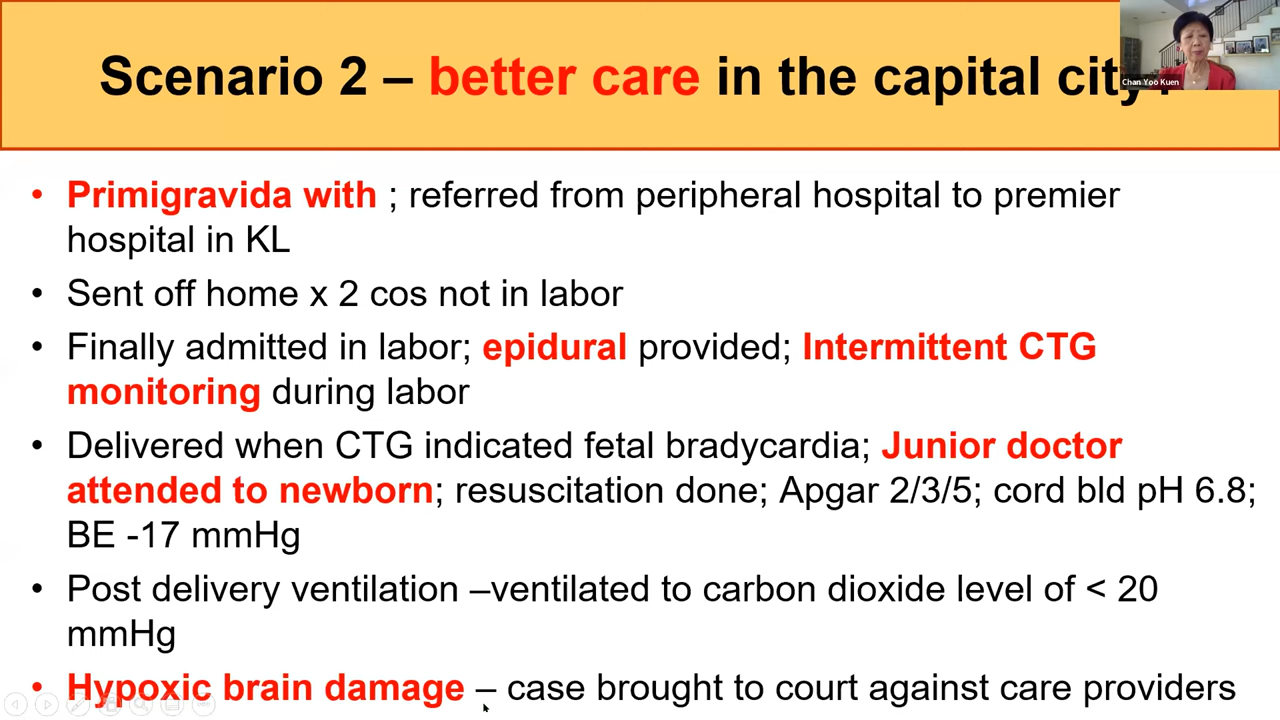 Scenario 2 – better care in the capital city
Chan Yoo Kuen
• Primigravida with ; referred from peripheral hospital to premier
hospital in KL
• Sent off home x 2 cos not in labor
• Finally admitted in labor; epidural provided; Intermittent CTG
monitoring during labor
• Delivered when CTG indicated fetal bradycardia; Junior doctor
attended to newborn; resuscitation done; Apgar 2/3/5; cord bld pH 6.8;
BE -17 mmHg
• Post delivery ventilation –ventilated to carbon dioxide level of < 20
mmHg
• Hypoxic brain damage – case brought to court against care providers